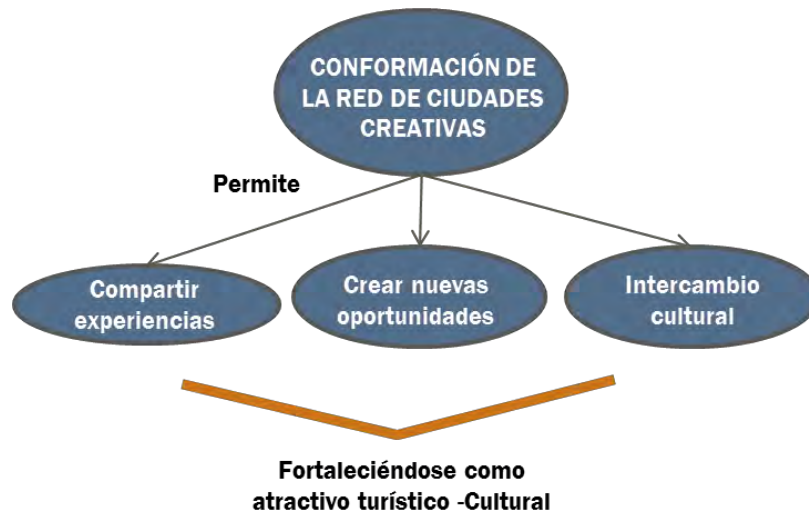 CONFORMACIÓN DE
LA RED DE CIUDADES
CREATIVAS
Permite
Compartir
experiencias
Crear nuevas
oportunidades
Intercambio
cultural
Fortaleciéndose como
atractivo turístico -Cultural